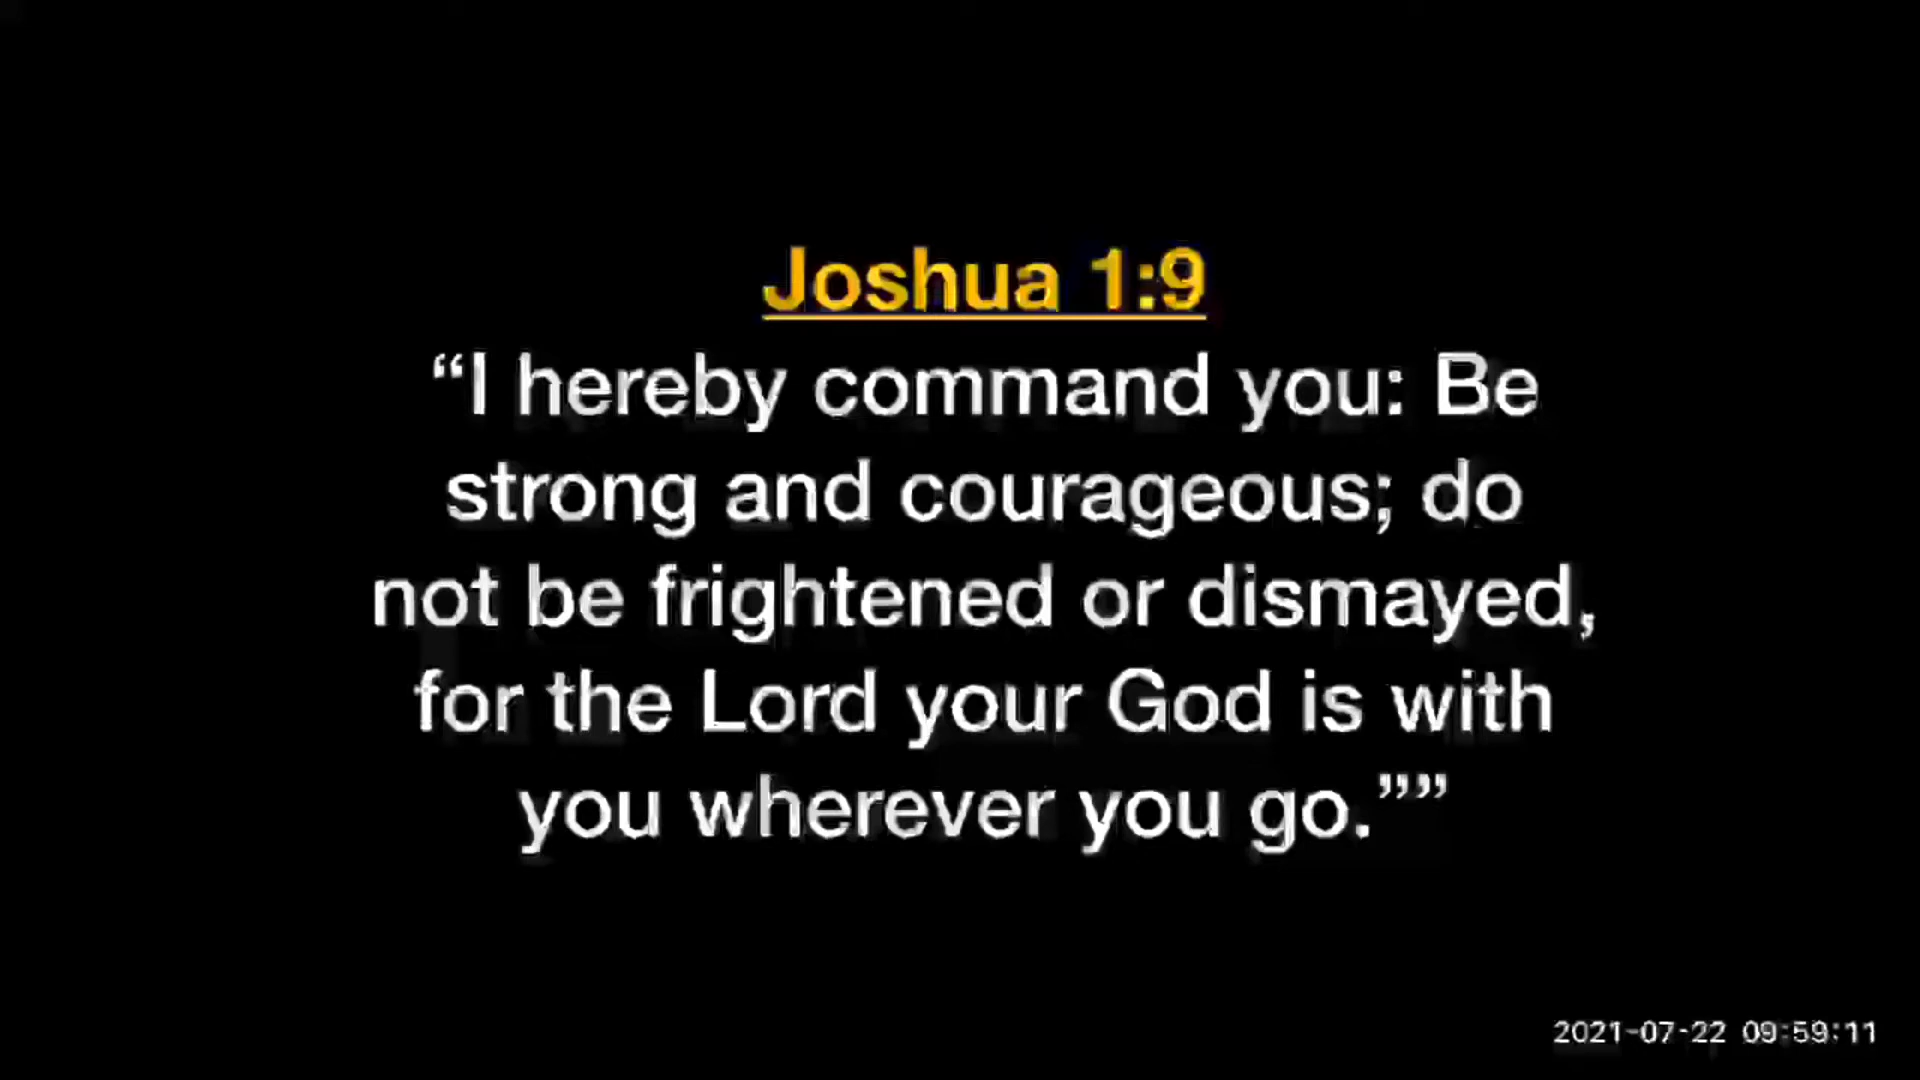 Joshua 1:9
“I hereby command you: Be
strong and courageous; do
not be frightened or dismayed,
for the Lord your God is with
you wherever you go.””
2021-07-22 09:59:11